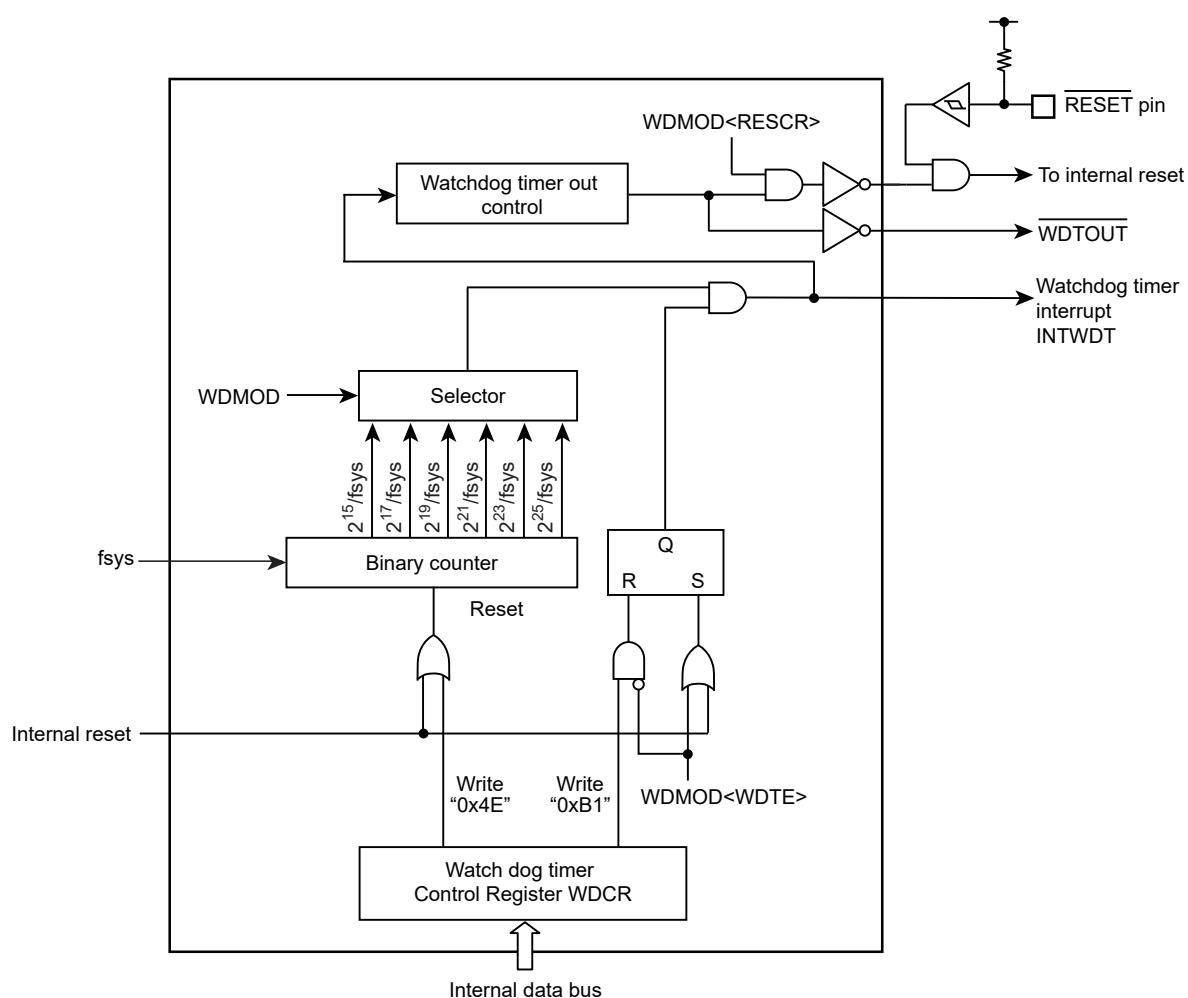 RESET pin
WDMOD<RESCR>
To internal reset
Watchdog timer out
control
WDTOUT
Watchdog timer
interrupt
INTWDT
WDMOD
Selector
2^15/fsys
2^17/fsys
2^19/fsys
2^21/fsys
2^23/fsys
2^25/fsys
fsys
Binary counter
Q
R S
Reset
Internal reset
Write
“0x4E”
Write
“0xB1”
WDMOD<WDTE>
Watch dog timer
Control Register WDCR
Internal data bus